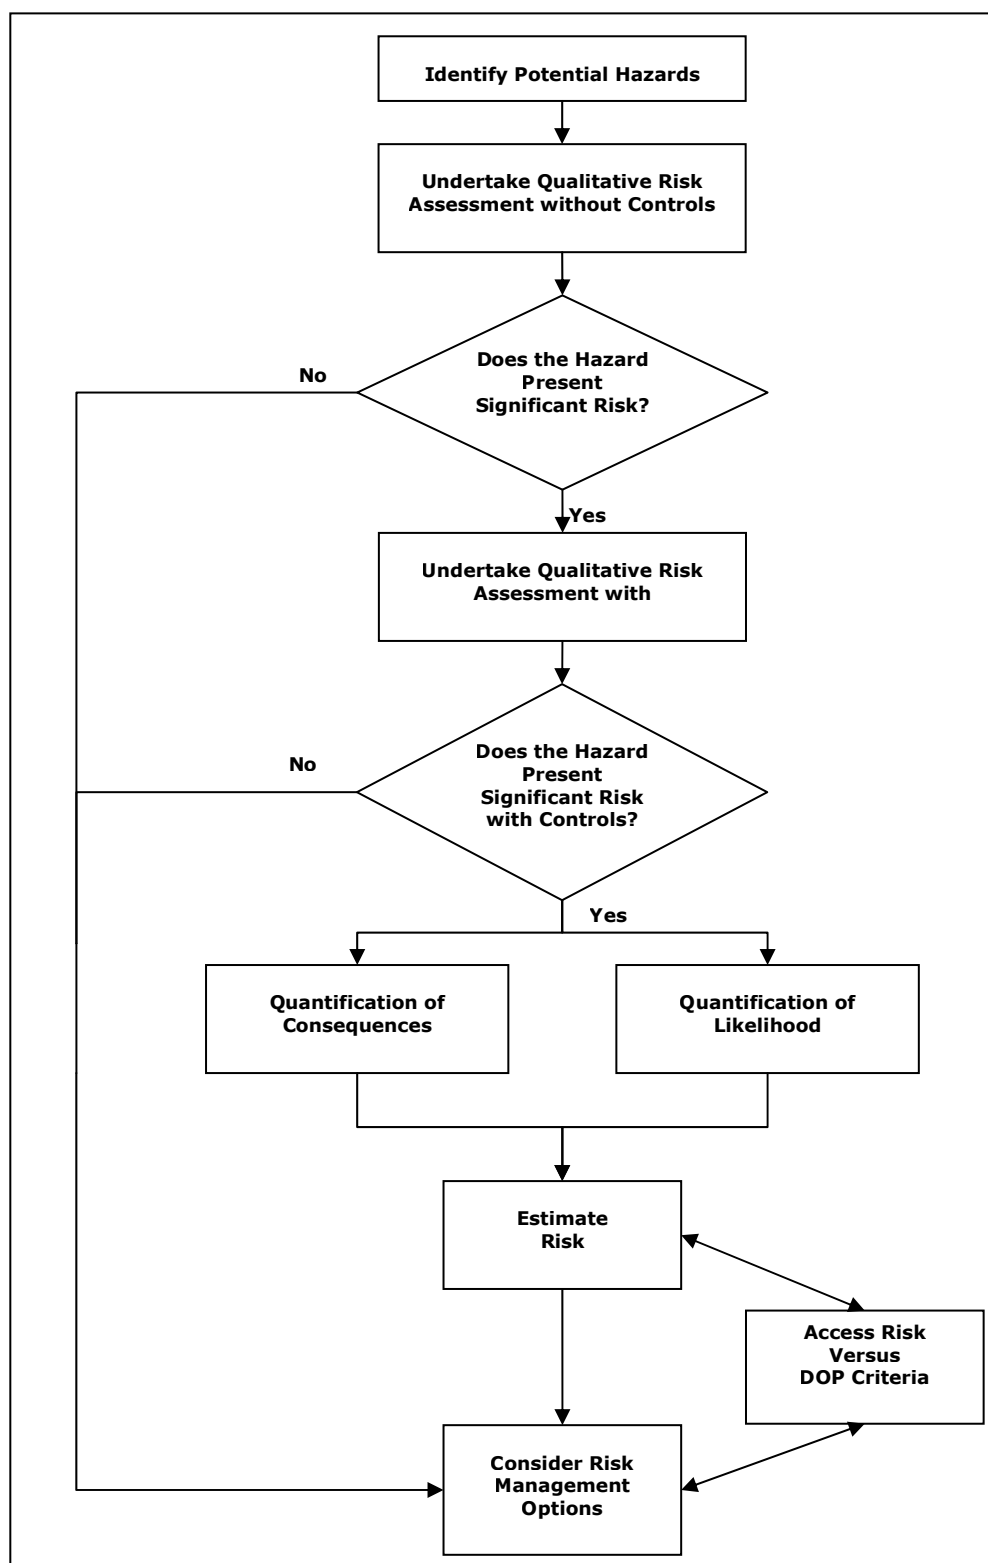 Identify Potential Hazards
Undertake Qualitative Risk
Assessment without Controls
Does the Hazard
Present
Significant Risk?
No
Yes
Undertake Qualitative Risk
Assessment with
Does the Hazard
Present
Significant Risk
with Controls?
No
Yes
Quantification of
Consequences
Quantification of
Likelihood
Estimate
Risk
Access Risk
Versus
DOP Criteria
Consider Risk
Management
Options